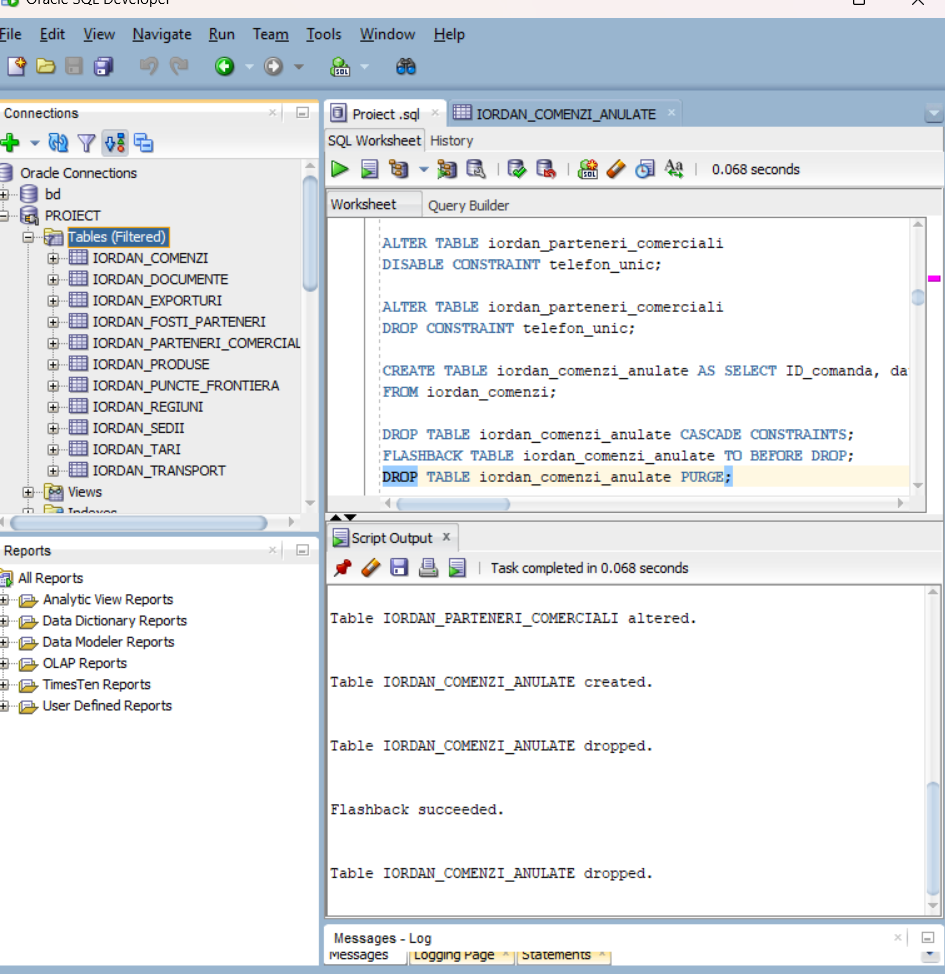 Oracle SQL Developer
File Edit View Navigate Run Team Tools Window Help
Connections
Oracle Connections
bd
PROIECT
Tables (Filtered)
IORDAN_COMENZI
IORDAN_DOCUMENTE
IORDAN_EXPORTURI
IORDAN_FOSTI_PARTENERI
IORDAN_PARTENERI_COMERCIAL
IORDAN_PRODUSE
IORDAN_PUNCTE_FRONTIERA
IORDAN_REGIUNI
IORDAN_SEDII
IORDAN_TARI
IORDAN_TRANSPORT
Views
Indexes
Reports
All Reports
Analytic View Reports
Data Dictionary Reports
Data Modeler Reports
OLAP Reports
TimesTen Reports
User Defined Reports
Project .sql IORDAN_COMENZI_ANULATE
SQL Worksheet History
0.068 seconds
Worksheet Query Builder
ALTER TABLE iordan_parteneri_comerciali
DISABLE CONSTRAINT telefon_unic;
ALTER TABLE iordan_parteneri_comerciali
DROP CONSTRAINT telefon_unic;
CREATE TABLE iordan_comenzi_anulate AS SELECT ID_comanda, da
FROM iordan_comenzi;
DROP TABLE iordan_comenzi_anulate CASCADE CONSTRAINTS;
FLASHBACK TABLE iordan_comenzi_anulate TO BEFORE DROP;
DROP TABLE iordan_comenzi_anulate PURGE;
Script Output
Task completed in 0.068 seconds
Table IORDAN_PARTENERI_COMERCIALI altered.
Table IORDAN_COMENZI_ANULATE created.
Table IORDAN_COMENZI_ANULATE dropped.
Flashback succeeded.
Table IORDAN_COMENZI_ANULATE dropped.
Messages - Log
Messages Logging Page Statements